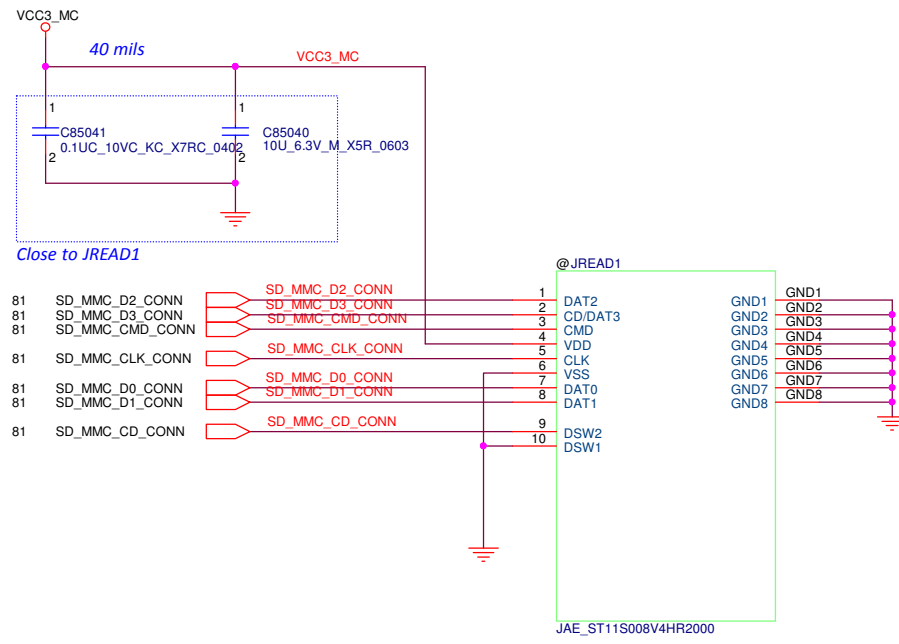 VCC3_MC
40 mils
VCC3_MC
1
1
C85041
0.1UC_10VC_KC_X7RC_0402
C85040
10U_6.3V_M_X5R_0603
2
2
Close to JREAD1
@JREAD1
81 SD_MMC_D2_CONN SD_MMC_D2_CONN 1 DAT2 GND1 GND1
81 SD_MMC_D3_CONN SD_MMC_D3_CONN 2 CD/DAT3 GND2 GND2
81 SD_MMC_CMD_CONN SD_MMC_CMD_CONN 3 CMD GND3 GND3
4 VDD GND4 GND4
81 SD_MMC_CLK_CONN SD_MMC_CLK_CONN 5 CLK GND5 GND5
6 VSS GND6 GND6
81 SD_MMC_D0_CONN SD_MMC_D0_CONN 7 DAT0 GND7 GND7
81 SD_MMC_D1_CONN SD_MMC_D1_CONN 8 DAT1 GND8 GND8
81 SD_MMC_CD_CONN SD_MMC_CD_CONN 9 DSW2
10 DSW1
JAE_ST11S008V4HR2000